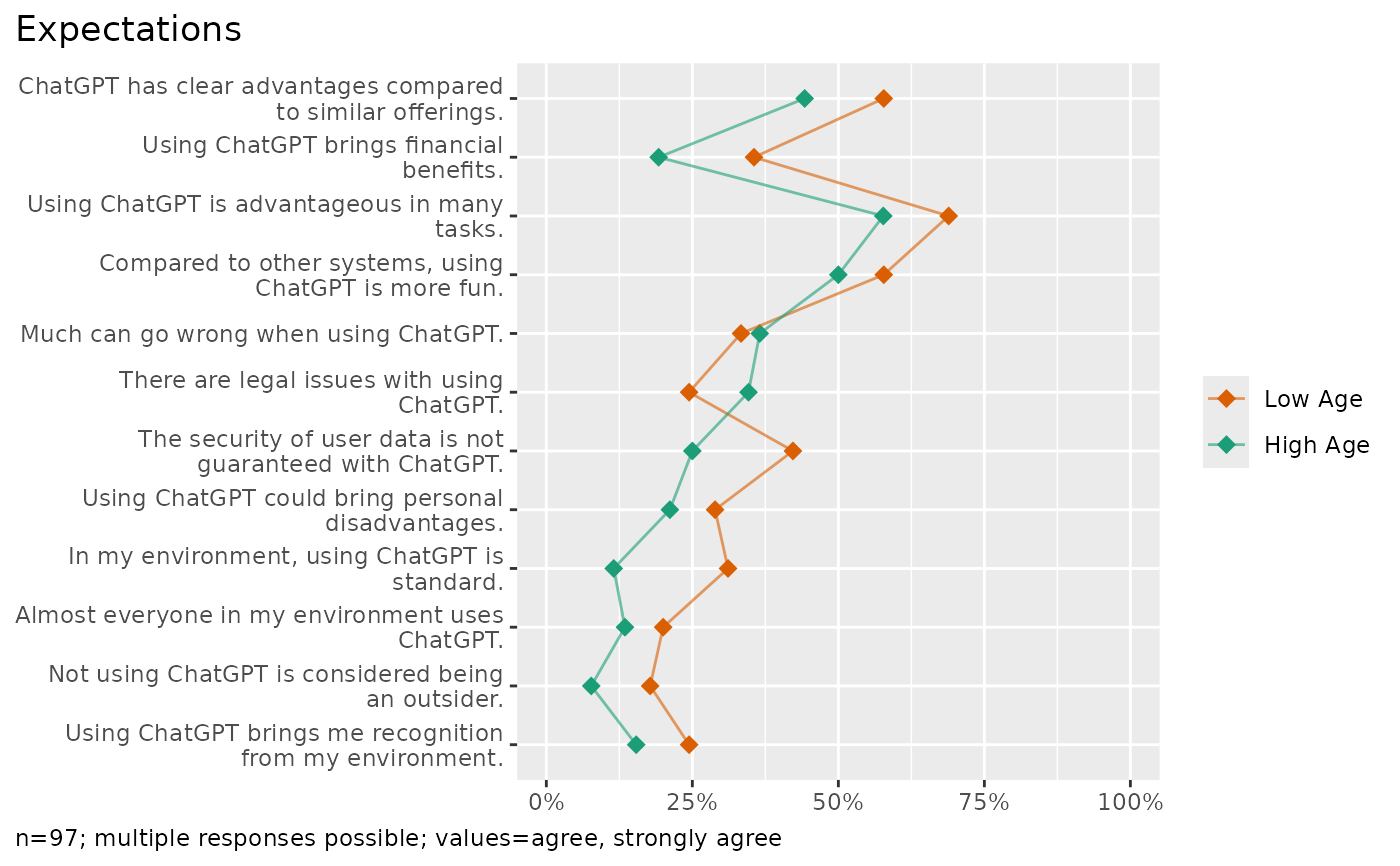 Expectations
ChatGPT has clear advantages compared
to similar offerings.
Using ChatGPT brings financial
benefits.
Using ChatGPT is advantageous in many
tasks.
Compared to other systems, using
ChatGPT is more fun.
Much can go wrong when using ChatGPT.
There are legal issues with using
ChatGPT.
The security of user data is not
guaranteed with ChatGPT.
Using ChatGPT could bring personal
disadvantages.
In my environment, using ChatGPT is
standard.
Almost everyone in my environment uses
ChatGPT.
Not using ChatGPT is considered being
an outsider.
Using ChatGPT brings me recognition
from my environment.
0% 25% 50% 75% 100%
Low Age
High Age
n=97; multiple responses possible; values=agree, strongly agree